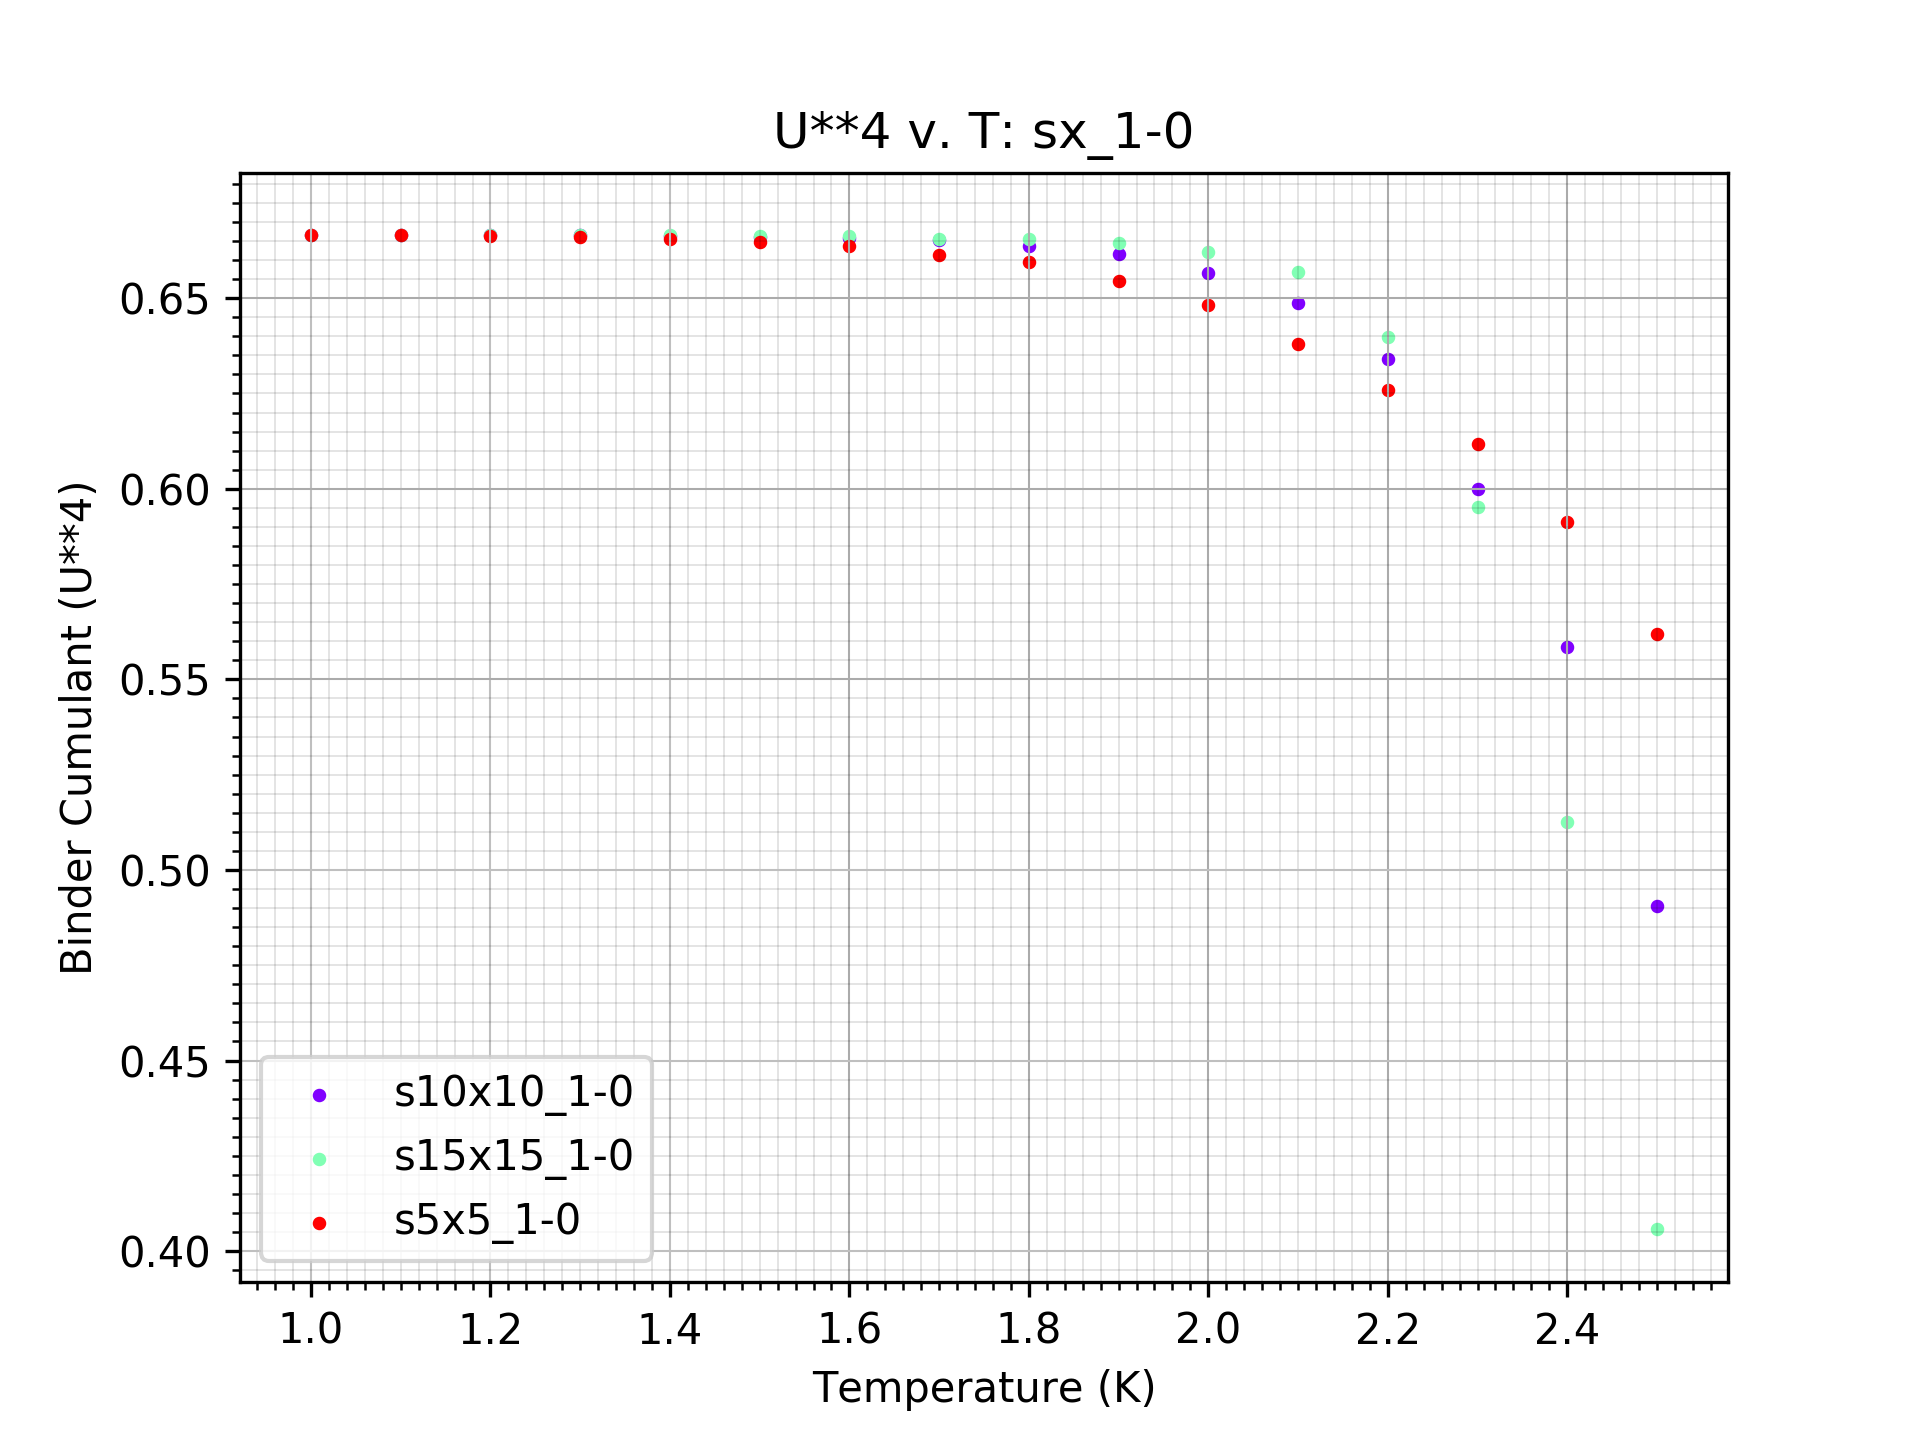 U**4 v. T: sx_1-0
Binder Cumulant (U**4)
0.65
0.60
0.55
0.50
0.45
0.40
s10x10_1-0
s15x15_1-0
s5x5_1-0
1.0 1.2 1.4 1.6 1.8 2.0 2.2 2.4
Temperature (K)